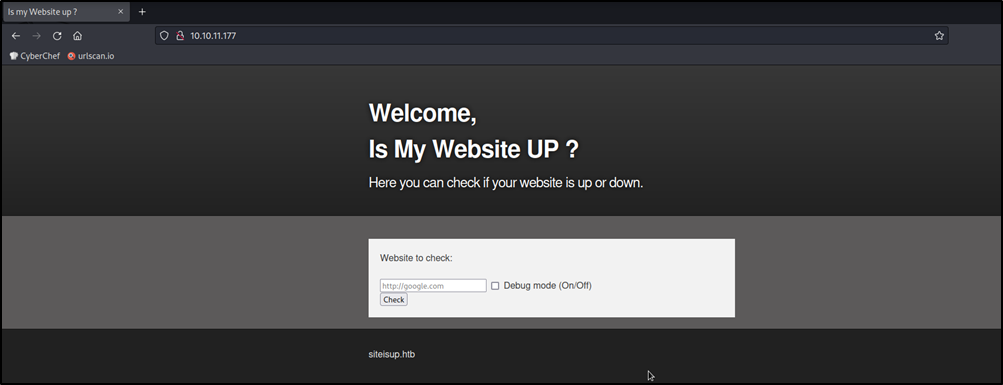 Is my Website up ?
10.10.11.177
CyberChef urlscan.io
Welcome,
Is My Website UP ?
Here you can check if your website is up or down.
Website to check:
http://google.com Debug mode (On/Off)
Check
siteisup.htb